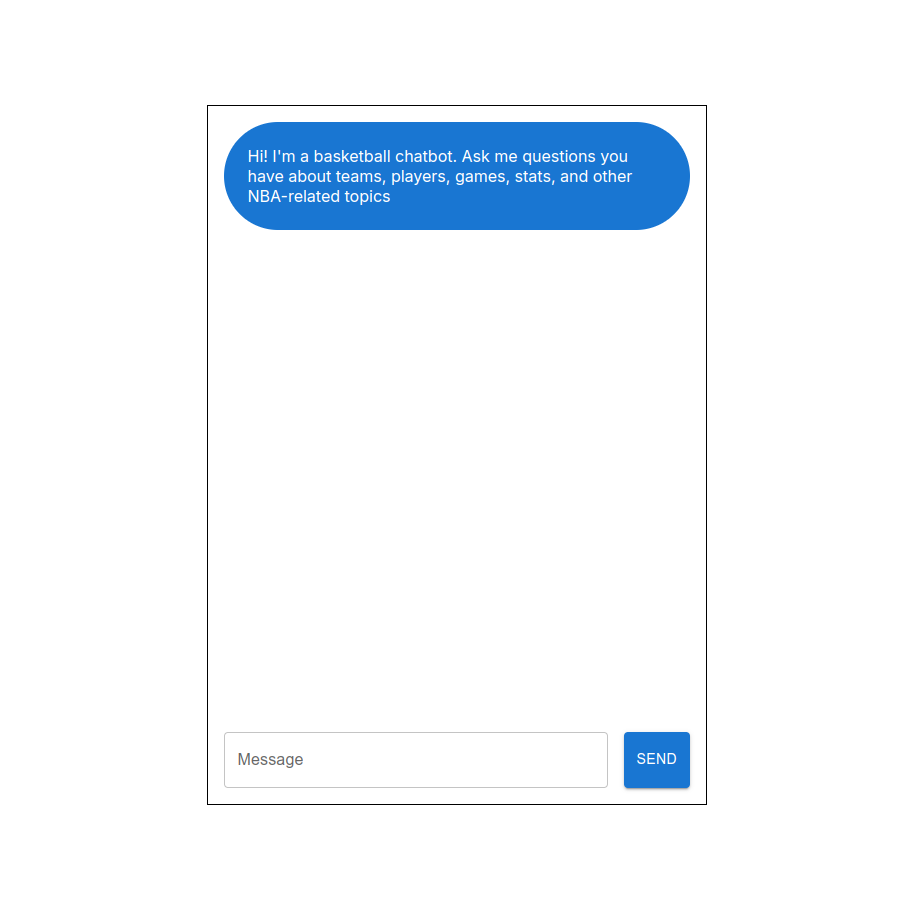 Hi! I'm a basketball chatbot. Ask me questions you
have about teams, players, games, stats, and other
NBA-related topics
Message
SEND